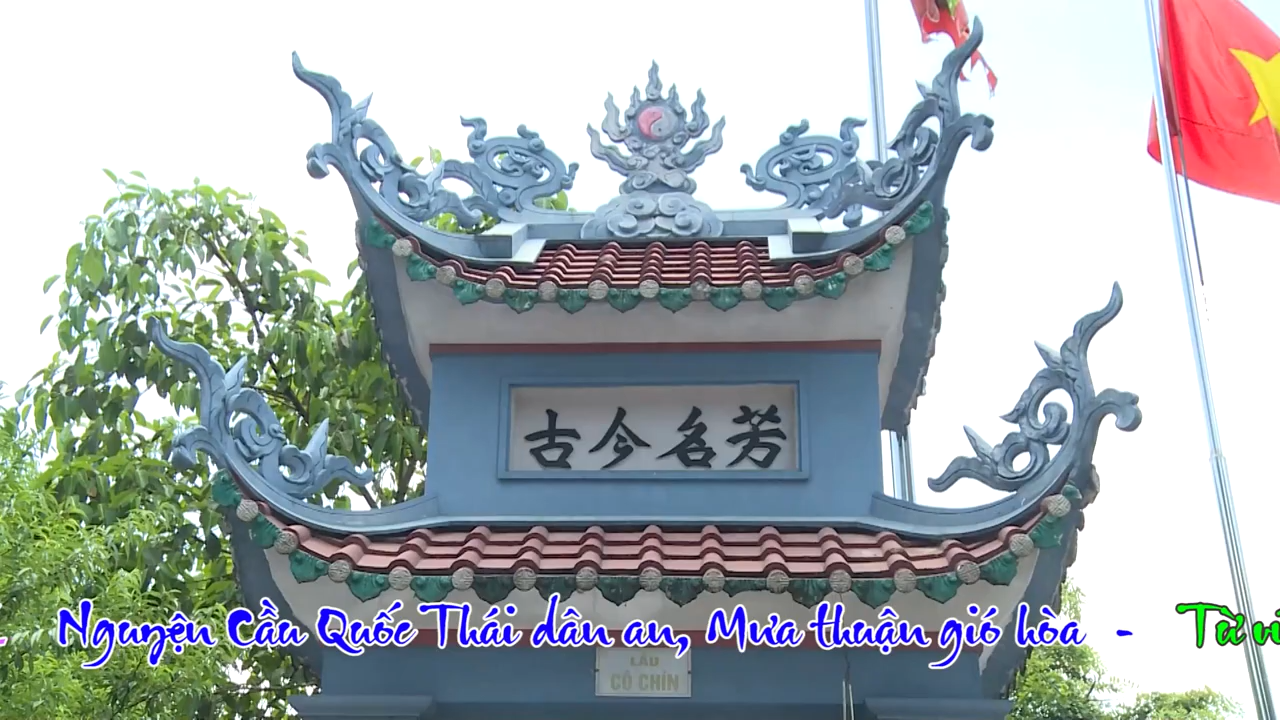 古今名芳
Nguyện Cầu Quốc Thái dân an, Mưa thuận gió hòa -
LẦU
CÔ CHÍN